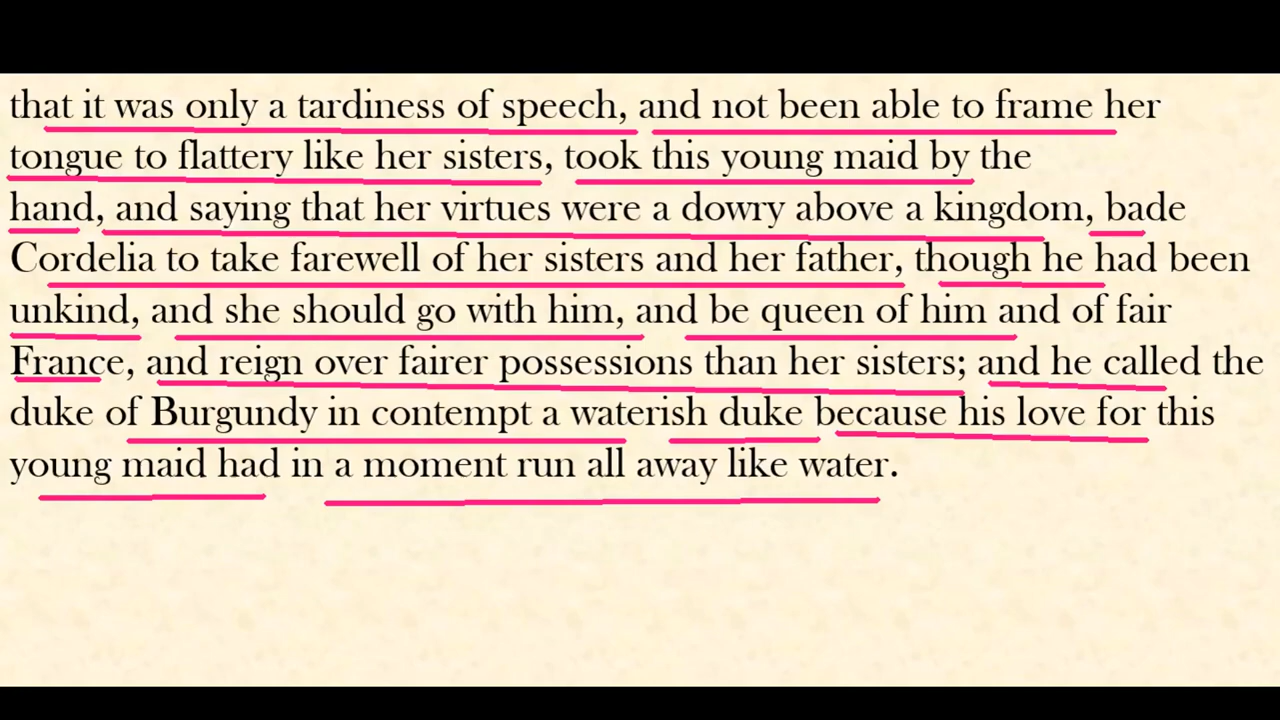 that it was only a tardiness of speech, and not been able to frame her
tongue to flattery like her sisters, took this young maid by the
hand, and saying that her virtues were a dowry above a kingdom, bade
Cordelia to take farewell of her sisters and her father, though he had been
unkind, and she should go with him, and be queen of him and of fair
France, and reign over fairer possessions than her sisters; and he called the
duke of Burgundy in contempt a waterish duke because his love for this
young maid had in a moment run all away like water.